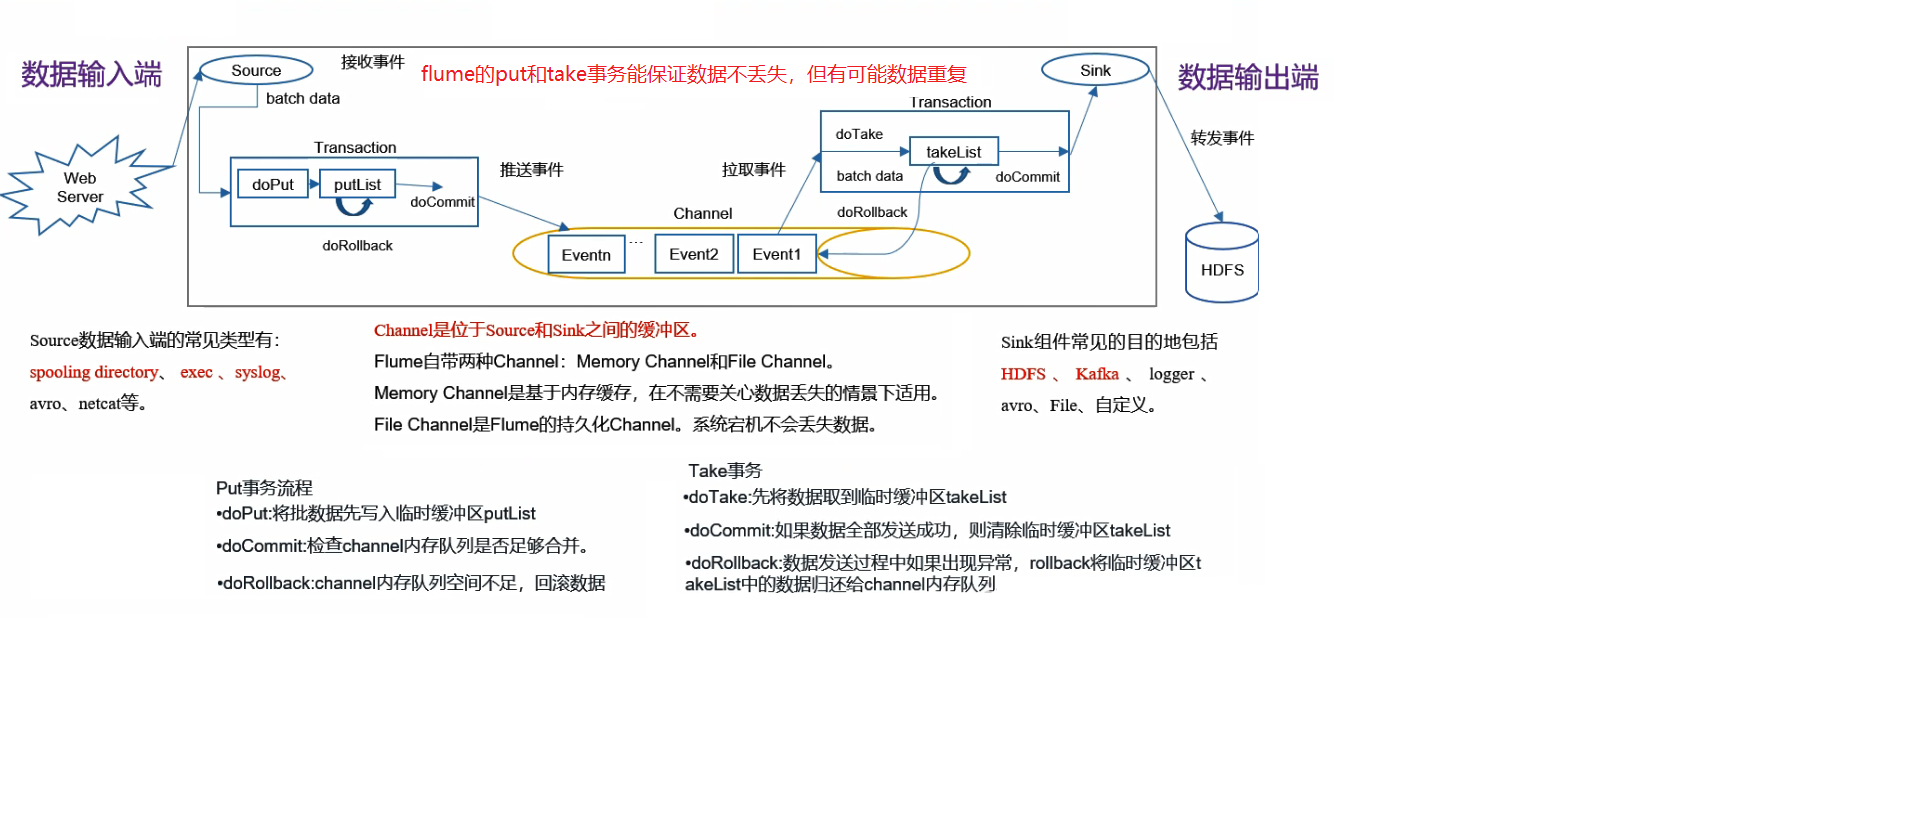 数据输入端
Source
接收事件
flume的put和take事务能保证数据不丢失，但有可能数据重复
Sink
数据输出端
batch data
Transaction
doTake
takeList
batch data
doCommit
转发事件
Web
Server
Transaction
doPut
putList
doCommit
推送事件
拉取事件
doRollback
Channel
doRollback
Eventn
...
Event2
Event1
HDFS
Source数据输入端的常见类型有：
spooling directory、 exec 、syslog、
avro、netcat等。
Channel是位于Source和Sink之间的缓冲区。
Flume自带两种Channel：Memory Channel和File Channel。
Memory Channel是基于内存缓存，在不需要关心数据丢失的情景下适用。
File Channel是Flume的持久化Channel。系统宕机不会丢失数据。
Sink组件常见的目的地包括
HDFS 、 Kafka 、 logger 、
avro、File、自定义。
Put事务流程
•doPut:将批数据先写入临时缓冲区putList
•doCommit:检查channel内存队列是否足够合并。
•doRollback:channel内存队列空间不足，回滚数据
Take事务
•doTake:先将数据取到临时缓冲区takeList
•doCommit:如果数据全部发送成功，则清除临时缓冲区takeList
•doRollback:数据发送过程中如果出现异常，rollback将临时缓冲区t
akeList中的数据归还给channel内存队列